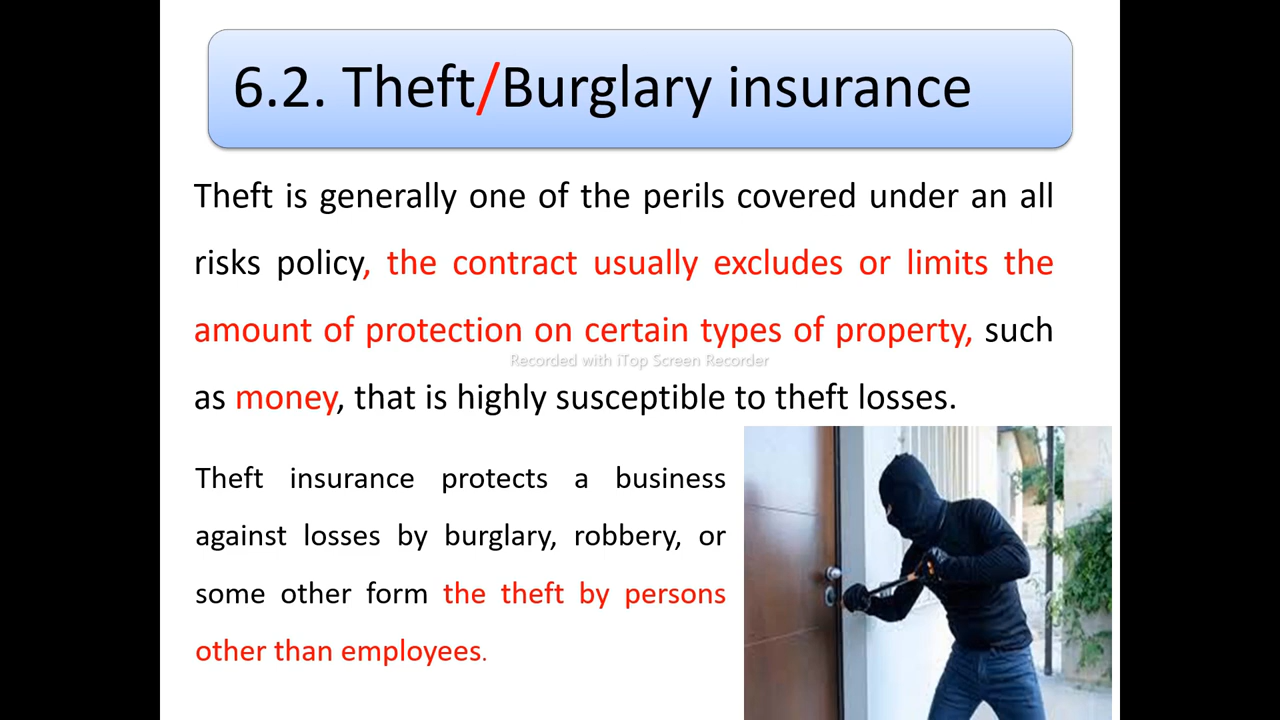 6.2. Theft/Burglary insurance
Theft is generally one of the perils covered under an all
risks policy, the contract usually excludes or limits the
amount of protection on certain types of property, such
Recorded with iTop Screen Recorder
as money, that is highly susceptible to theft losses.
Theft insurance protects a business
against losses by burglary, robbery, or
some other form the theft by persons
other than employees.